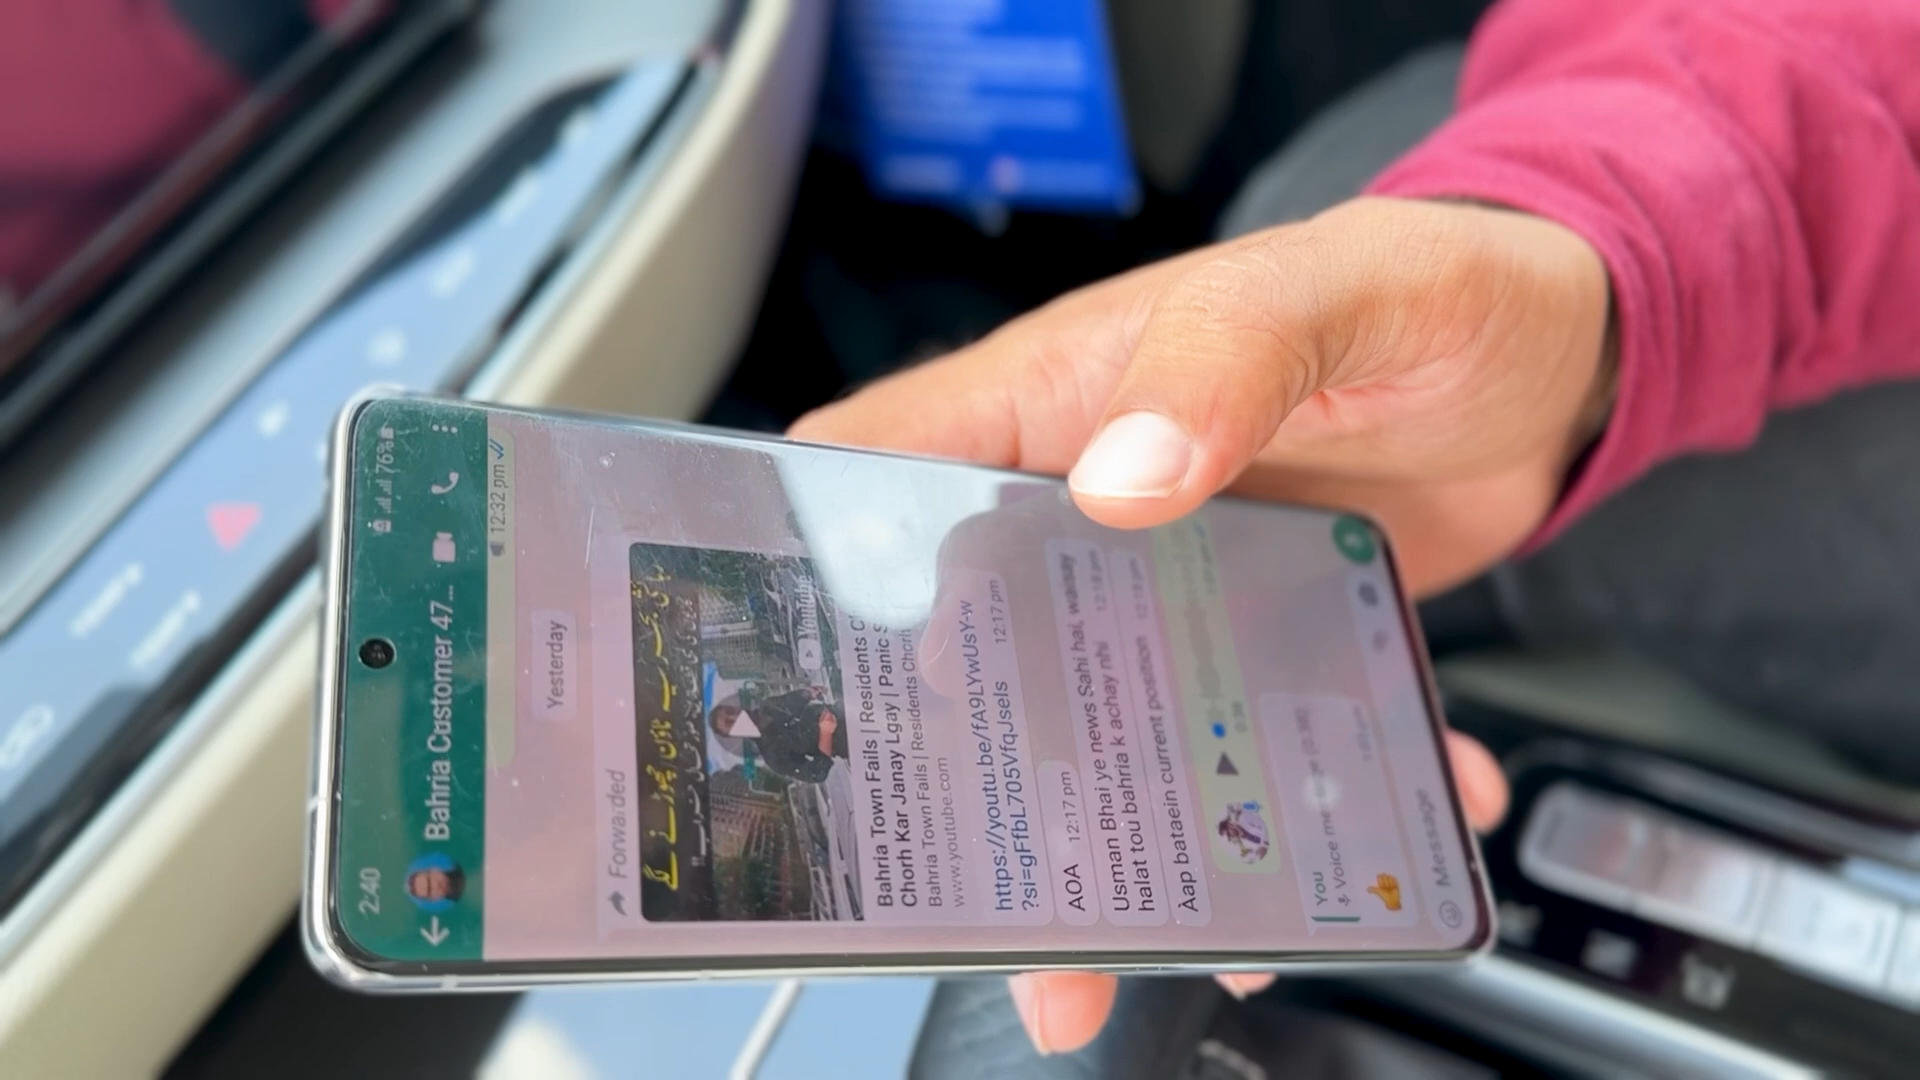 2:40
76%
Bahria Customer 47...
12:32 pm
Yesterday
Forwarded
YouTube
Bahria Town Fails | Residents C
Chorh Kar Janay Lgay | Panic S
Bahria Town Fails | Residents Chorh
www.youtube.com
https://youtu.be/fA9LYwUsY-w
?si=gFfbL705VfqJseIs
12:17 pm
AOA 12:17 pm
Usman Bhai ye news Sahi hai, waisay
halat tou bahria k achay nhi 12:18 pm
Aap bataein current position 12:18 pm
You
Voice
Message